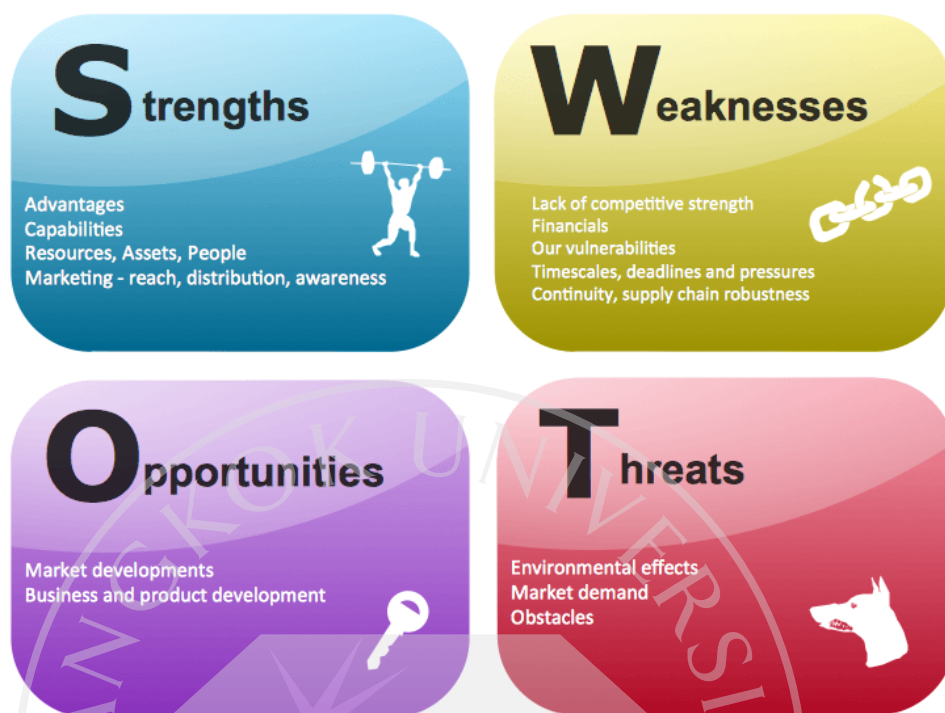 Strengths
Advantages
Capabilities
Resources, Assets, People
Marketing - reach, distribution, awareness
Weaknesses
Lack of competitive strength
Financials
Our vulnerabilities
Timescales, deadlines and pressures
Continuity, supply chain robustness
Opportunities
Market developments
Business and product development
Threats
Environmental effects
Market demand
Obstacles
ANGKOK UNIVERSI